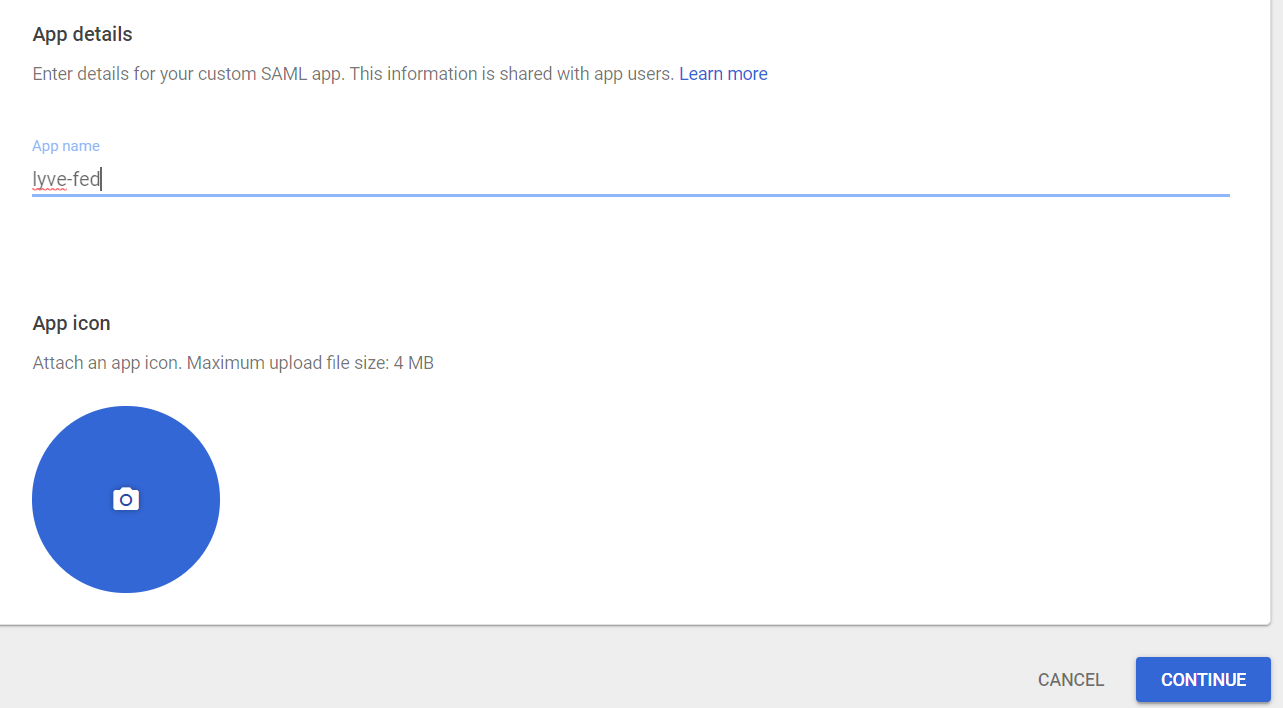 App details
Enter details for your custom SAML app. This information is shared with app users. Learn more
App name
lyve-fed
App icon
Attach an app icon. Maximum upload file size: 4 MB
CANCEL CONTINUE